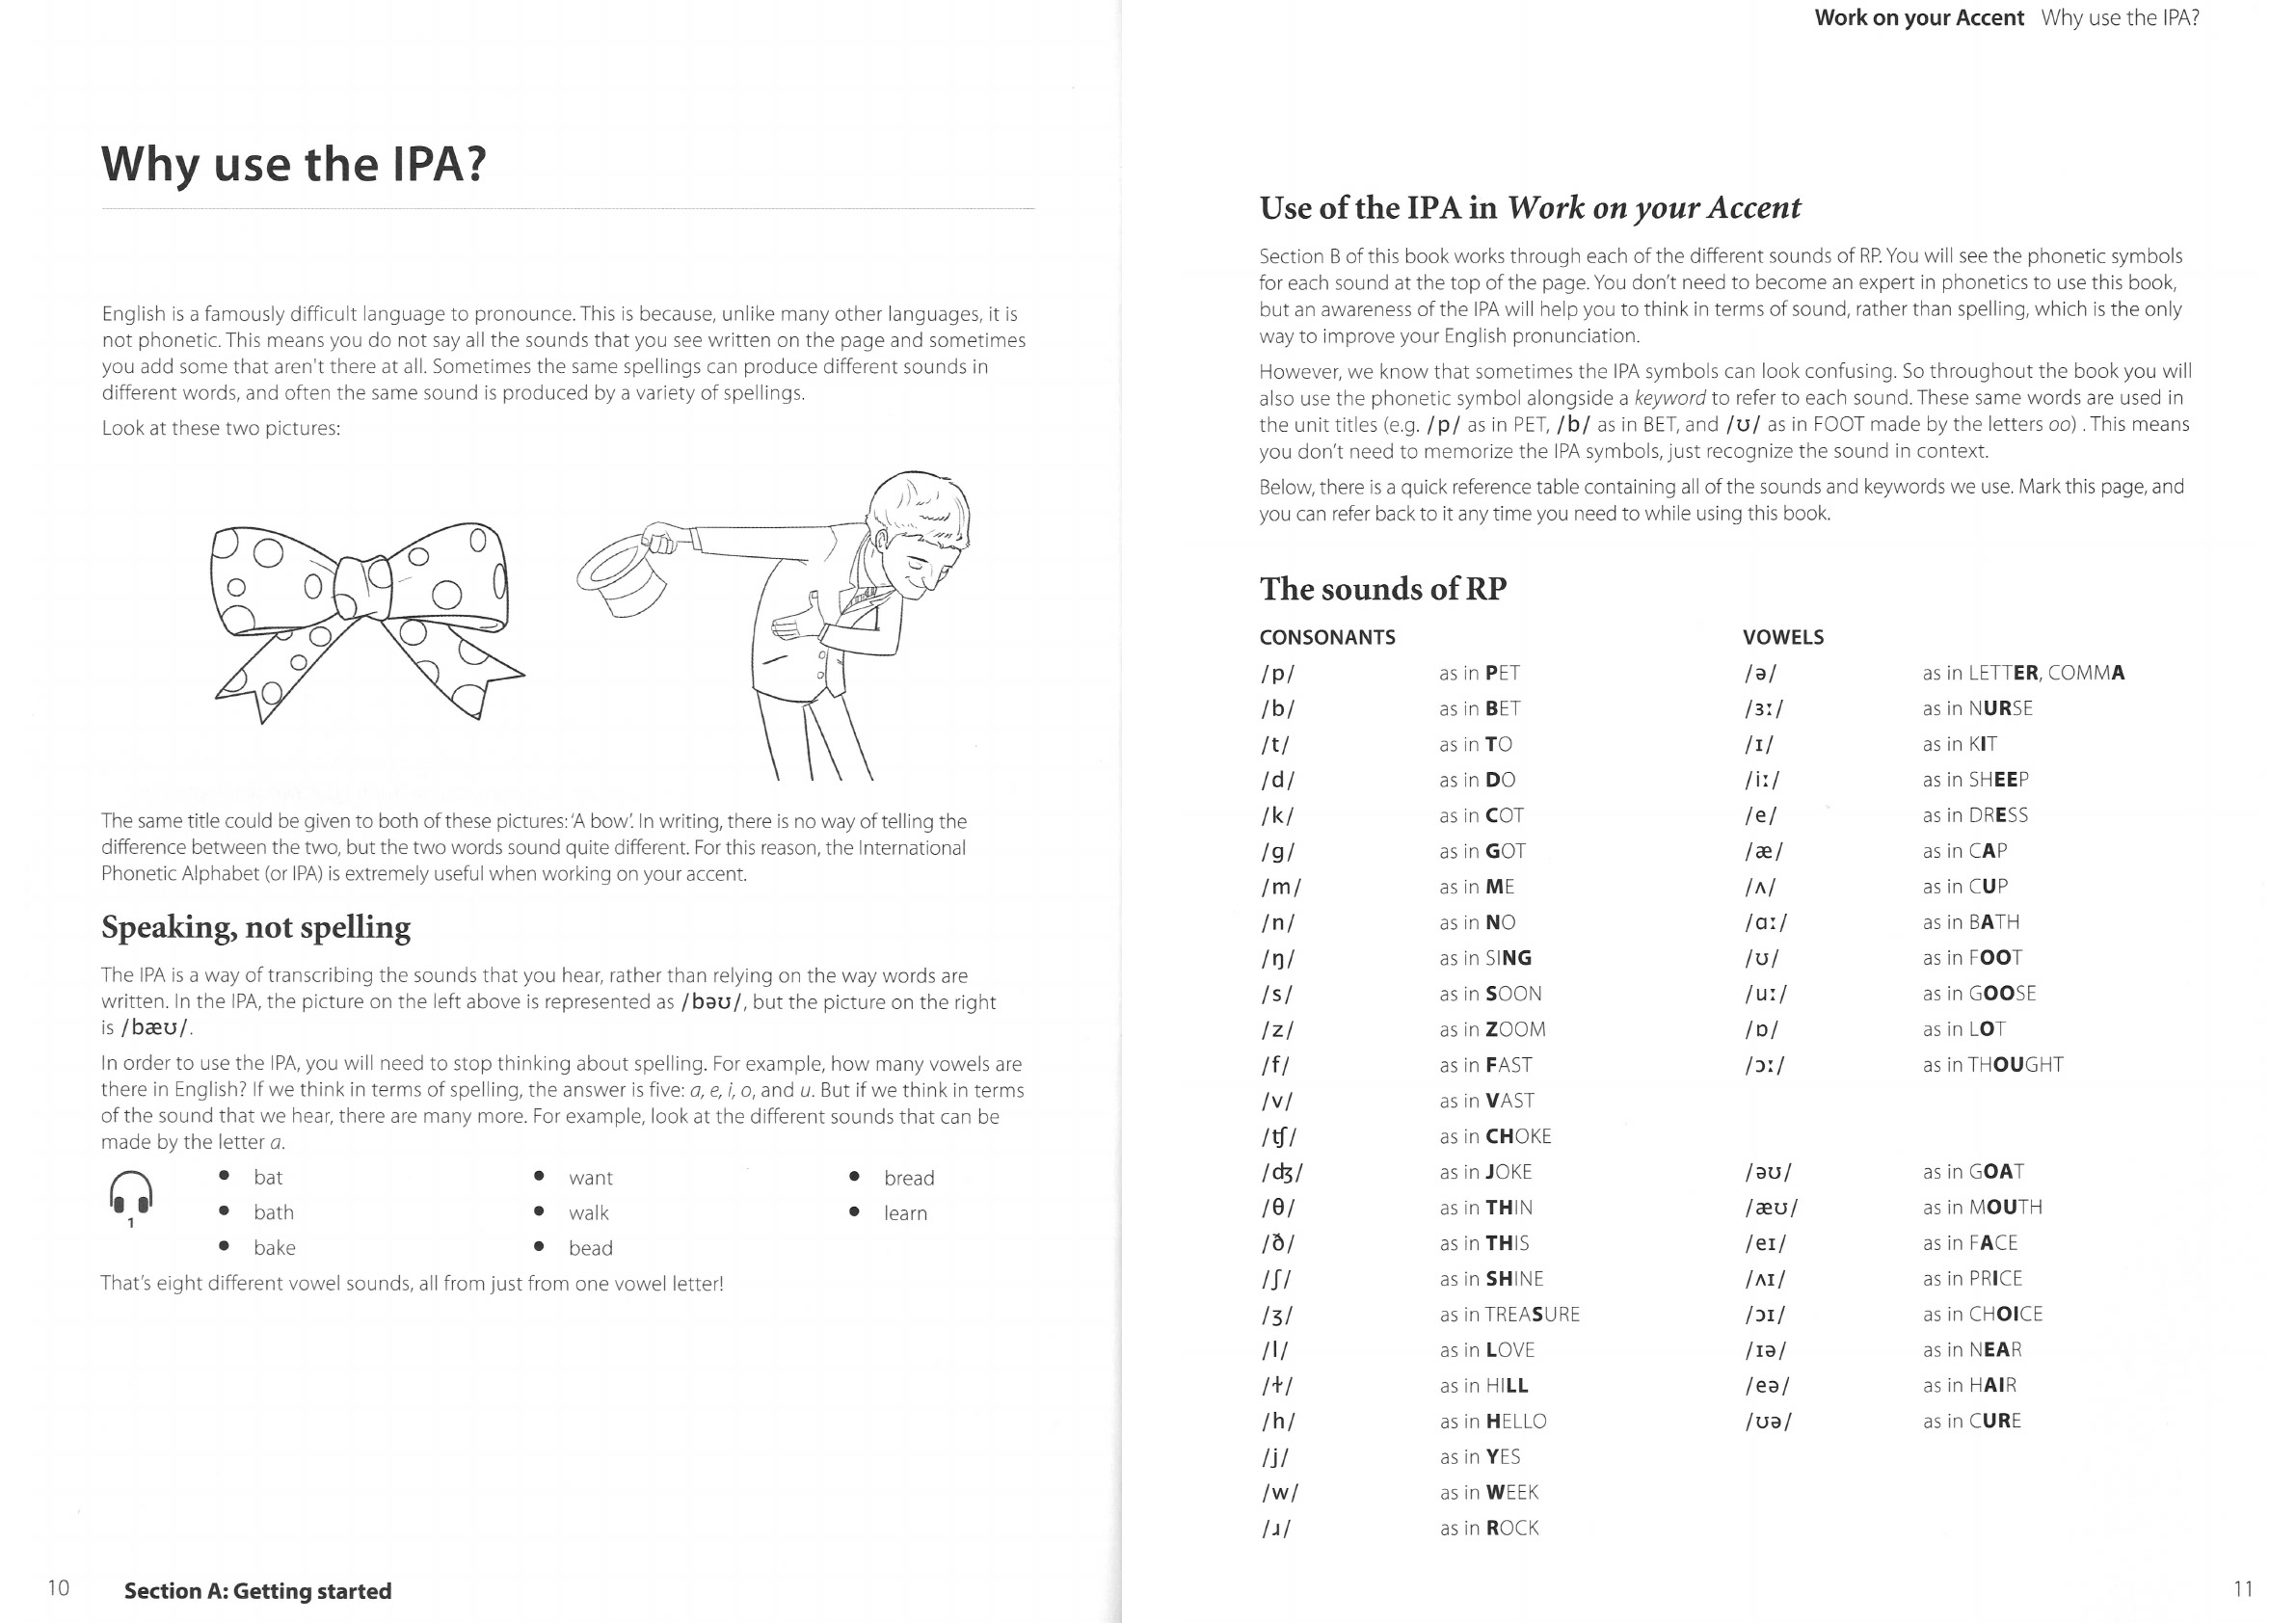 Why use the IPA?
English is a famously difficult language to pronounce. This is because, unlike many other languages, it is
not phonetic. This means you do not say all the sounds that you see written on the page and sometimes
you add some that aren't there at all. Sometimes the same spellings can produce different sounds in
different words, and often the same sound is produced by a variety of spellings.
Look at these two pictures:
The same title could be given to both of these pictures: 'A bow'. In writing, there is no way of telling the
difference between the two, but the two words sound quite different. For this reason, the International
Phonetic Alphabet (or IPA) is extremely useful when working on your accent.
Speaking, not spelling
The IPA is a way of transcribing the sounds that you hear, rather than relying on the way words are
written. In the IPA, the picture on the left above is represented as /bəʊ/, but the picture on the right
is /bæʊ/.
In order to use the IPA, you will need to stop thinking about spelling. For example, how many vowels are
there in English? If we think in terms of spelling, the answer is five: a, e, i, o, and u. But if we think in terms
of the sound that we hear, there are many more. For example, look at the different sounds that can be
made by the letter a.
1
• bat • want • bread
• bath • walk • learn
• bake • bead
That's eight different vowel sounds, all from just from one vowel letter!
10 Section A: Getting started
Work on your Accent Why use the IPA?
Use of the IPA in Work on your Accent
Section B of this book works through each of the different sounds of RP. You will see the phonetic symbols
for each sound at the top of the page. You don't need to become an expert in phonetics to use this book,
but an awareness of the IPA will help you to think in terms of sound, rather than spelling, which is the only
way to improve your English pronunciation.
However, we know that sometimes the IPA symbols can look confusing. So throughout the book you will
also use the phonetic symbol alongside a keyword to refer to each sound. These same words are used in
the unit titles (e.g. /p/ as in PET, /b/ as in BET, and /ʊ/ as in FOOT made by the letters oo) . This means
you don't need to memorize the IPA symbols, just recognize the sound in context.
Below, there is a quick reference table containing all of the sounds and keywords we use. Mark this page, and
you can refer back to it any time you need to while using this book.
The sounds of RP
CONSONANTS VOWELS
/p/ as in PET /ə/ as in LETTER, COMMA
/b/ as in BET /ɜː/ as in NURSE
/t/ as in TO /ɪ/ as in KIT
/d/ as in DO /iː/ as in SHEEP
/k/ as in COT /e/ as in DRESS
/g/ as in GOT /æ/ as in CAP
/m/ as in ME /ʌ/ as in CUP
/n/ as in NO /ɑː/ as in BATH
/ŋ/ as in SING /ʊ/ as in FOOT
/s/ as in SOON /uː/ as in GOOSE
/z/ as in ZOOM /ɒ/ as in LOT
/f/ as in FAST /ɔː/ as in THOUGHT
/v/ as in VAST
/ʧ/ as in CHOKE
/ʤ/ as in JOKE /əʊ/ as in GOAT
/θ/ as in THIN /æʊ/ as in MOUTH
/ð/ as in THIS /eɪ/ as in FACE
/ʃ/ as in SHINE /ʌɪ/ as in PRICE
/ʒ/ as in TREASURE /ɔɪ/ as in CHOICE
/l/ as in LOVE /ɪə/ as in NEAR
/ɫ/ as in HILL /eə/ as in HAIR
/h/ as in HELLO /ʊə/ as in CURE
/j/ as in YES
/w/ as in WEEK
/ɹ/ as in ROCK
11